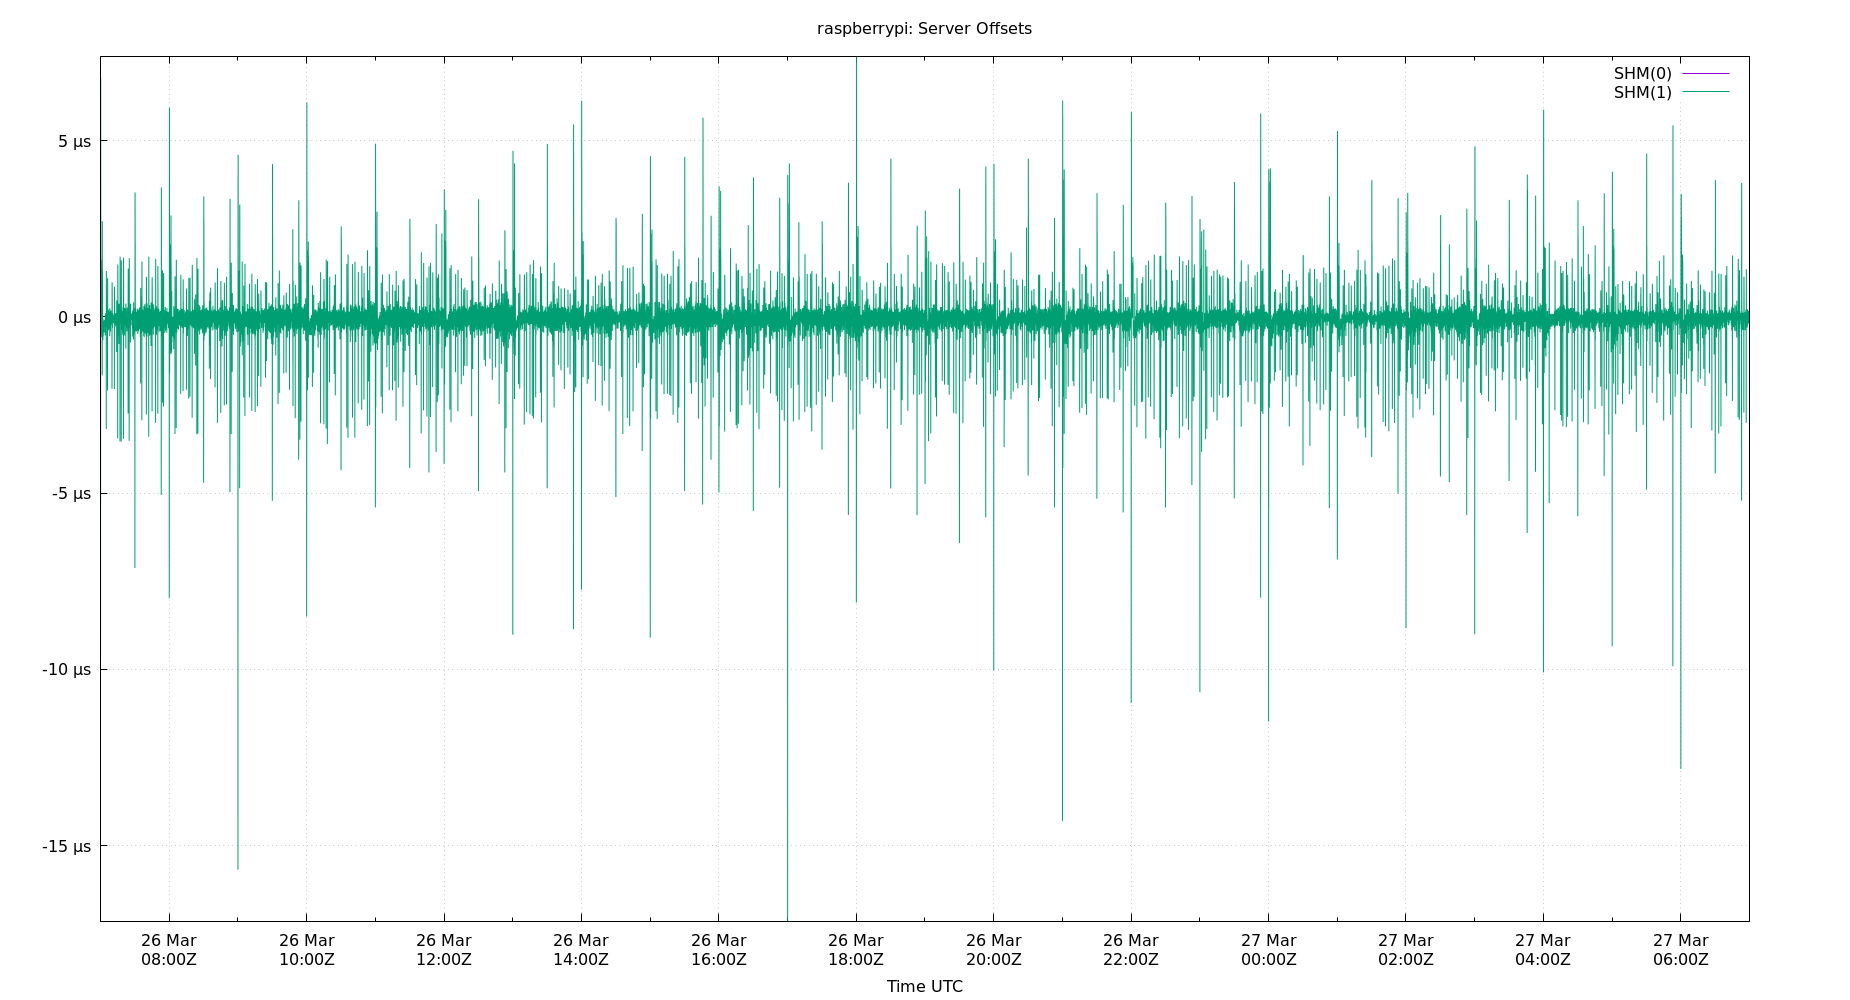 raspberrypi: Server Offsets
SHM(0)
SHM(1)
5 µs
0 µs
-5 µs
-10 µs
-15 µs
26 Mar 26 Mar 26 Mar 26 Mar 26 Mar 26 Mar 26 Mar 26 Mar 27 Mar 27 Mar 27 Mar 27 Mar
08:00Z 10:00Z 12:00Z 14:00Z 16:00Z 18:00Z 20:00Z 22:00Z 00:00Z 02:00Z 04:00Z 06:00Z
Time UTC